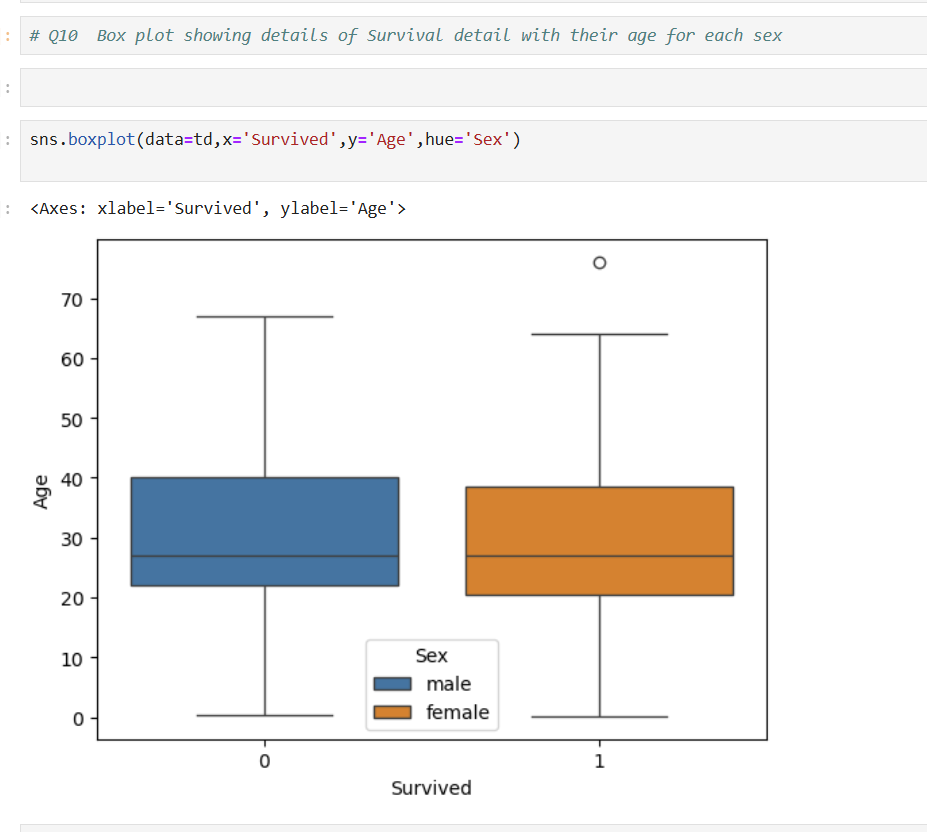 :
# Q10  Box plot showing details of Survival detail with their age for each sex
:
:
sns.boxplot(data=td,x='Survived',y='Age',hue='Sex')
:
<Axes: xlabel='Survived', ylabel='Age'>
70
60
50
40
30
20
10
0
Age
Sex
male
female
0
1
Survived